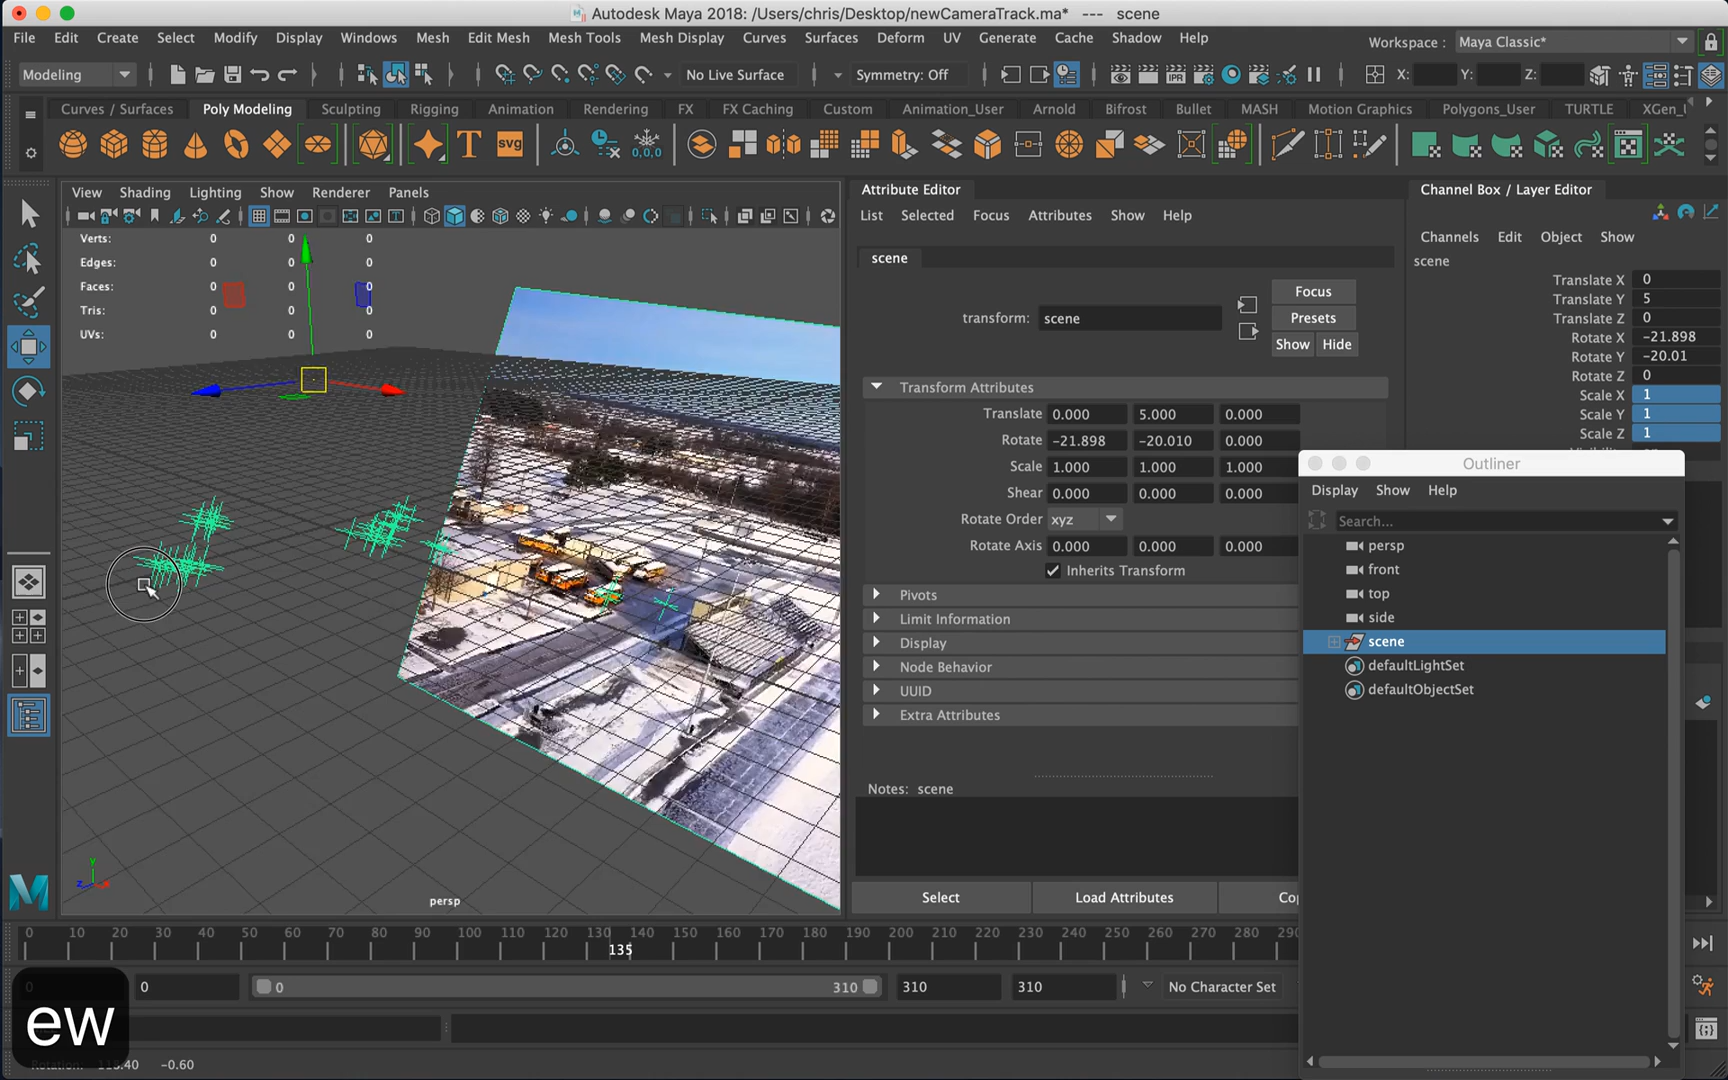 Autodesk Maya 2018: /Users/chris/Desktop/newCameraTrack.ma* --- scene
File Edit Create Select Modify Display Windows Mesh Edit Mesh Mesh Tools Mesh Display Curves Surfaces Deform UV Generate Cache Shadow Help
Workspace : Maya Classic*
Modeling No Live Surface Symmetry: Off X: Y: Z:
Curves / Surfaces Poly Modeling Sculpting Rigging Animation Rendering FX FX Caching Custom Animation_User Arnold Bifrost Bullet MASH Motion Graphics Polygons_User TURTLE XGen_
T svg 0,0,0
View Shading Lighting Show Renderer Panels
Verts: 0 0 0
Edges: 0 0 0
Faces: 0 0 0
Tris: 0 0 0
UVs: 0 0 0
y
z
persp
Attribute Editor
List Selected Focus Attributes Show Help
scene
transform: scene
Focus
Presets
Show Hide
Transform Attributes
Translate 0.000 5.000 0.000
Rotate -21.898 -20.010 0.000
Scale 1.000 1.000 1.000
Shear 0.000 0.000 0.000
Rotate Order xyz
Rotate Axis 0.000 0.000 0.000
Inherits Transform
Pivots
Limit Information
Display
Node Behavior
UUID
Extra Attributes
Notes: scene
Select Load Attributes Cop
Channel Box / Layer Editor
Channels Edit Object Show
scene
Translate X 0
Translate Y 5
Translate Z 0
Rotate X -21.898
Rotate Y -20.01
Rotate Z 0
Scale X 1
Scale Y 1
Scale Z 1
Outliner
Display Show Help
Search...
persp
front
top
side
scene
defaultLightSet
defaultObjectSet
0 10 20 30 40 50 60 70 80 90 100 110 120 130 140 150 160 170 180 190 200 210 220 230 240 250 260 270 280 290
135
0 0 0 310 310 310 No Character Set
ew
Rotation: 40 -0.60